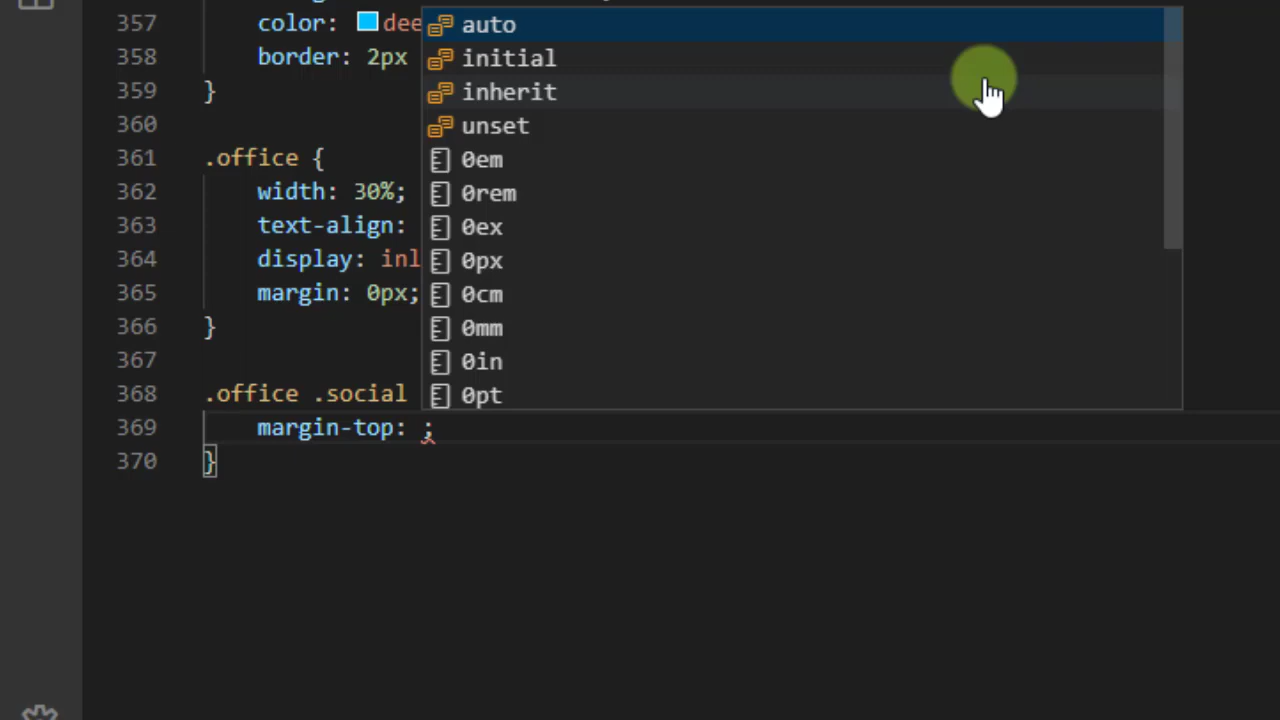 357 color: dee
358 border: 2px
359 }
360
361 .office {
362 width: 30%;
363 text-align:
364 display: inl
365 margin: 0px;
366 }
367
368 .office .social
369 margin-top: ;
370 }
auto
initial
inherit
unset
0em
0rem
0ex
0px
0cm
0mm
0in
0pt